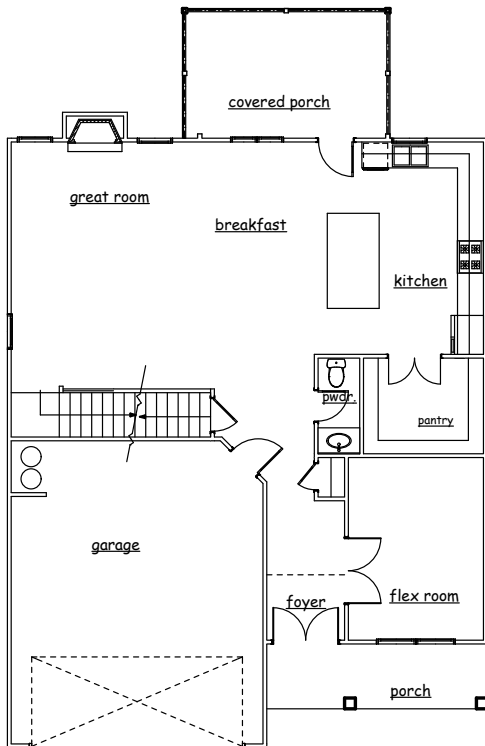 covered porch
great room
breakfast
kitchen
pwdr.
pantry
garage
foyer
flex room
porch